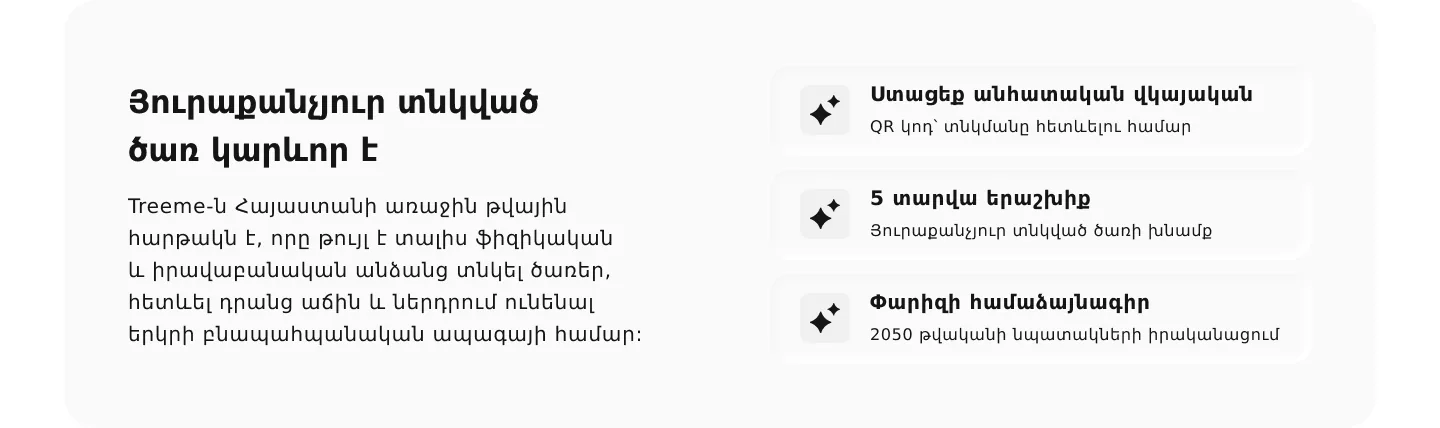 Յուրաքանչյուր տնկված
ծառ կարևոր է
Treeme-ն Հայաստանի առաջին թվային
հարթակն է, որը թույլ է տալիս ֆիզիկական
և իրավաբանական անձանց տնկել ծառեր,
հետևել դրանց աճին և ներդրում ունենալ
երկրի բնապահպանական ապագայի համար:
Ստացեք անհատական վկայական
QR կոդ՝ տնկմանը հետևելու համար
5 տարվա երաշխիք
Յուրաքանչյուր տնկված ծառի խնամք
Փարիզի համաձայնագիր
2050 թվականի նպատակների իրականացում